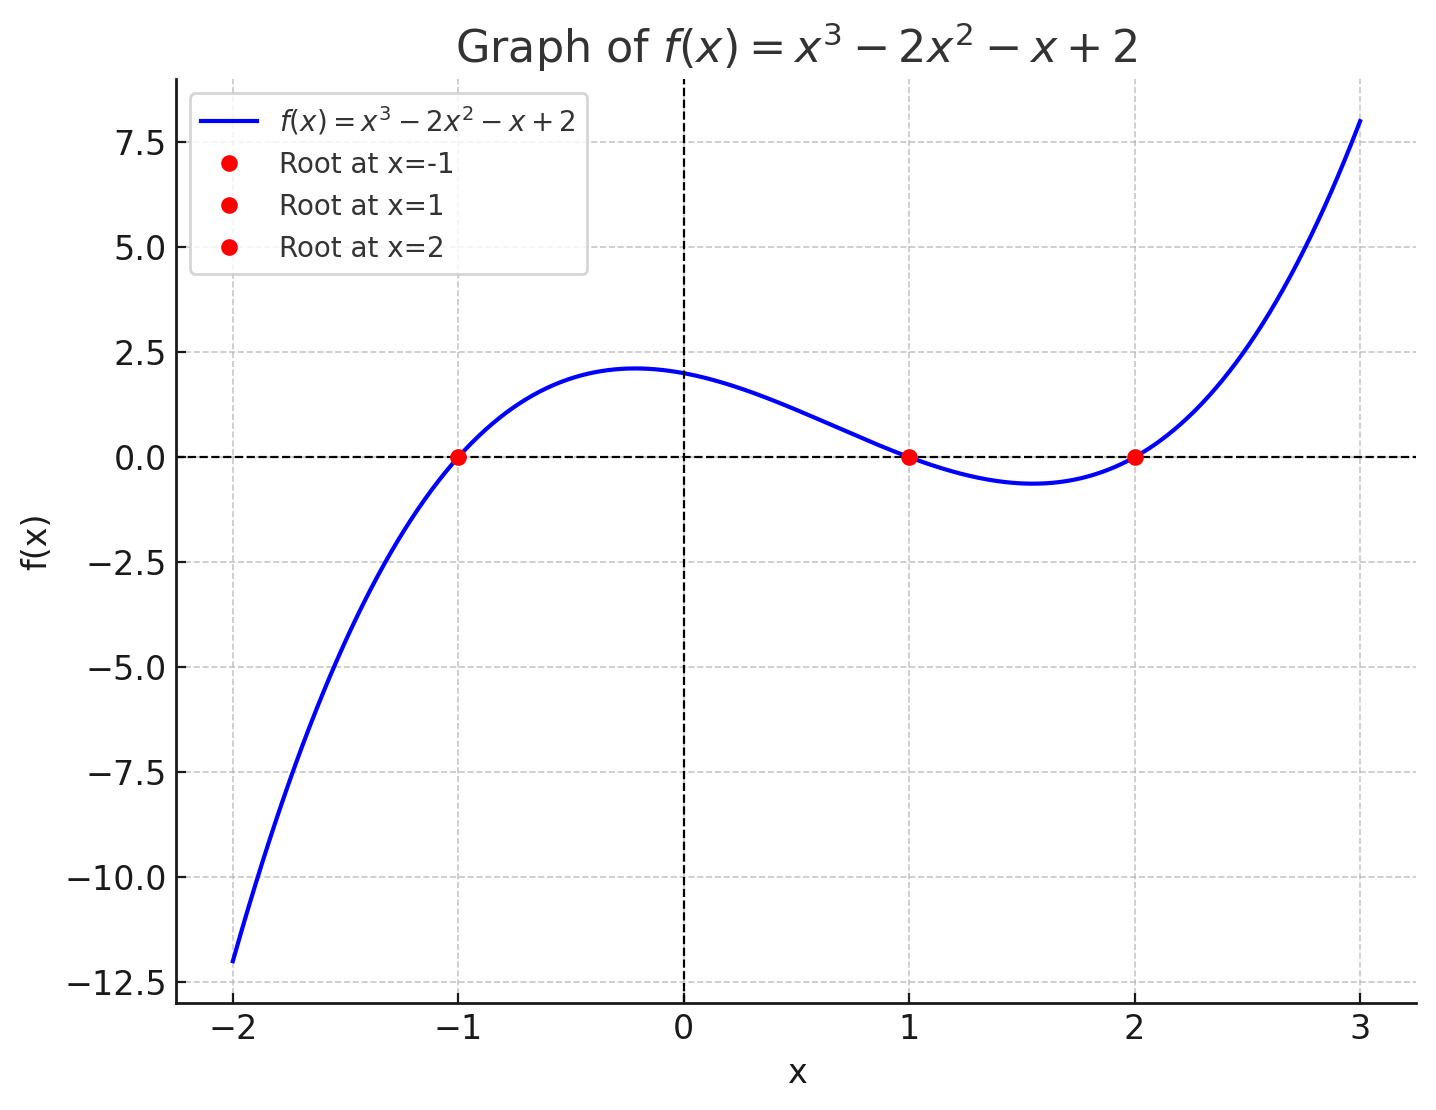 Graph of f(x) = x³ − 2x² − x + 2
f(x) = x³ − 2x² − x + 2
Root at x=-1
Root at x=1
Root at x=2
7.5
5.0
2.5
0.0
−2.5
−5.0
−7.5
−10.0
−12.5
f(x)
−2 −1 0 1 2 3
x